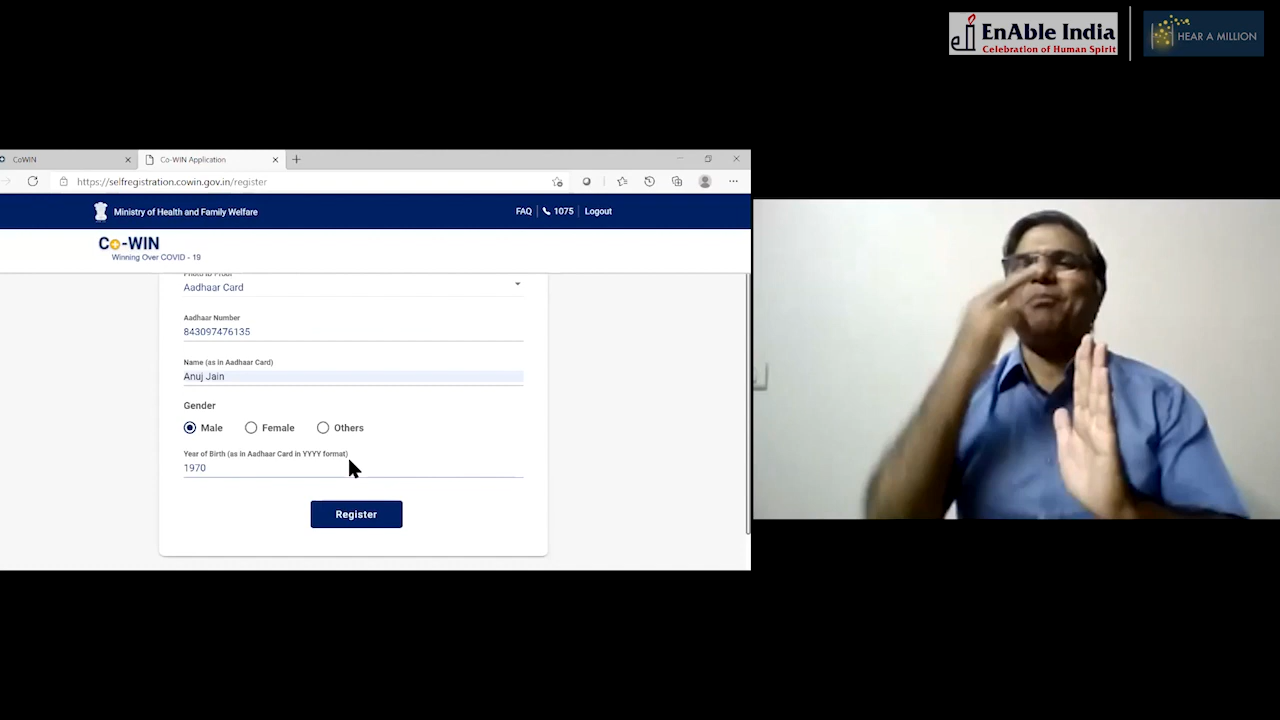 EnAble India
Celebration of Human Spirit
HEAR A MILLION
CoWIN
Co-WIN Application
https://selfregistration.cowin.gov.in/register
Ministry of Health and Family Welfare
FAQ
1075
Logout
Co-WIN
Winning Over COVID - 19
Photo ID Proof
Aadhaar Card
Aadhaar Number
843097476135
Name (as in Aadhaar Card)
Anuj Jain
Gender
Male Female Others
Year of Birth (as in Aadhaar Card in YYYY format)
1970
Register